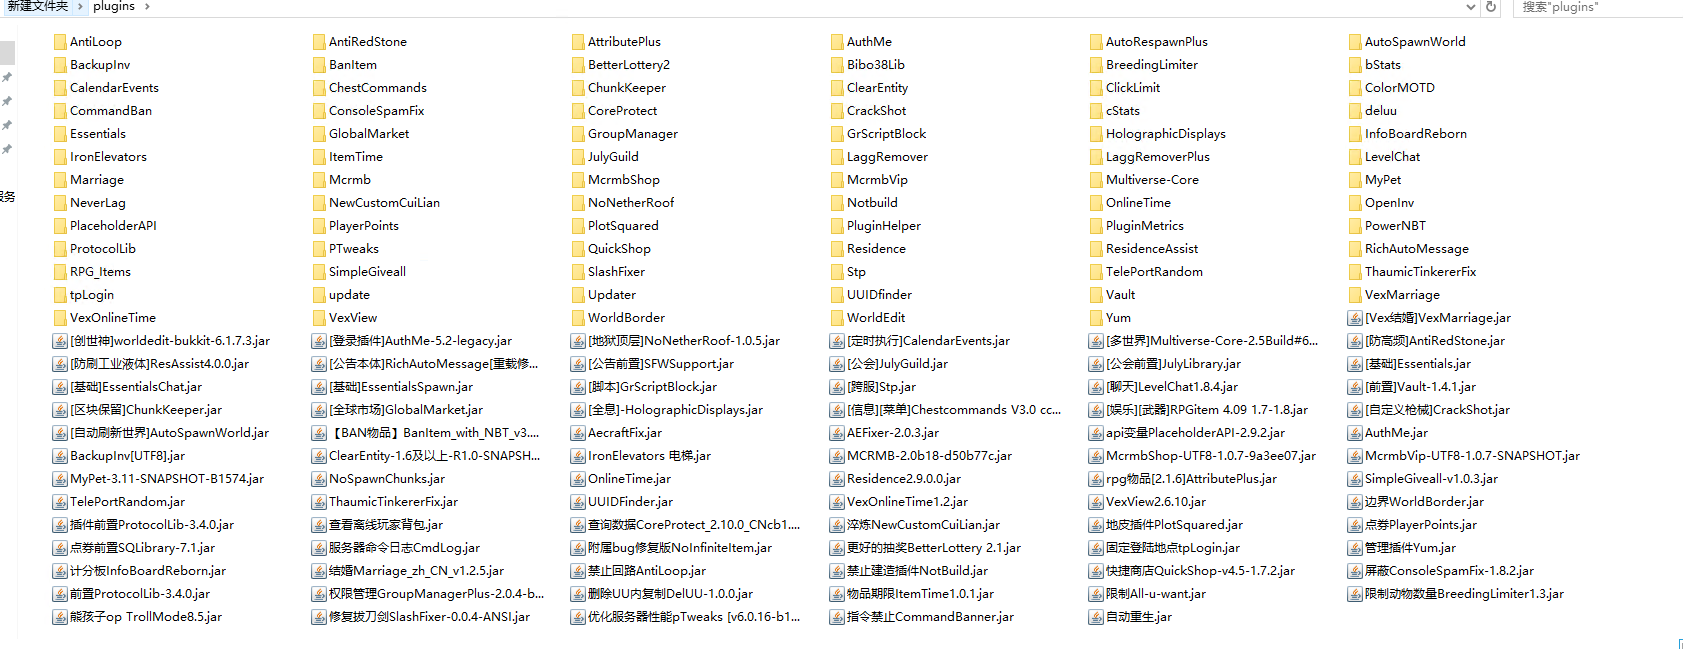 新建文件夹 › plugins ›
搜索"plugins"
AntiLoop AntiRedStone AttributePlus AuthMe AutoRespawnPlus AutoSpawnWorld
BackupInv BanItem BetterLottery2 Bibo38Lib BreedingLimiter bStats
CalendarEvents ChestCommands ChunkKeeper ClearEntity ClickLimit ColorMOTD
CommandBan ConsoleSpamFix CoreProtect CrackShot cStats deluu
Essentials GlobalMarket GroupManager GrScriptBlock HolographicDisplays InfoBoardReborn
IronElevators ItemTime JulyGuild LaggRemover LaggRemoverPlus LevelChat
Marriage Mcrmb McrmbShop McrmbVip Multiverse-Core MyPet
服务
NeverLag NewCustomCuiLian NoNetherRoof Notbuild OnlineTime OpenInv
PlaceholderAPI PlayerPoints PlotSquared PluginHelper PluginMetrics PowerNBT
ProtocolLib PTweaks QuickShop Residence ResidenceAssist RichAutoMessage
RPG_Items SimpleGiveall SlashFixer Stp TelePortRandom ThaumicTinkererFix
tpLogin update Updater UUIDfinder Vault VexMarriage
VexOnlineTime VexView WorldBorder WorldEdit Yum [Vex结婚]VexMarriage.jar
[创世神]worldedit-bukkit-6.1.7.3.jar [登录插件]AuthMe-5.2-legacy.jar [地狱顶层]NoNetherRoof-1.0.5.jar [定时执行]CalendarEvents.jar [多世界]Multiverse-Core-2.5Build#6... [防高频]AntiRedStone.jar
[防刷工业液体]ResAssist4.0.0.jar [公告本体]RichAutoMessage[重载修... [公告前置]SFWSupport.jar [公会]JulyGuild.jar [公会前置]JulyLibrary.jar [基础]Essentials.jar
[基础]EssentialsChat.jar [基础]EssentialsSpawn.jar [脚本]GrScriptBlock.jar [跨服]Stp.jar [聊天]LevelChat1.8.4.jar [前置]Vault-1.4.1.jar
[区块保留]ChunkKeeper.jar [全球市场]GlobalMarket.jar [全息]-HolographicDisplays.jar [信息][菜单]Chestcommands V3.0 cc... [娱乐][武器]RPGitem 4.09 1.7-1.8.jar [自定义枪械]CrackShot.jar
[自动刷新世界]AutoSpawnWorld.jar 【BAN物品】BanItem_with_NBT_v3.... AecraftFix.jar AEFixer-2.0.3.jar api变量PlaceholderAPI-2.9.2.jar AuthMe.jar
BackupInv[UTF8].jar ClearEntity-1.6及以上-R1.0-SNAPSH... IronElevators 电梯.jar MCRMB-2.0b18-d50b77c.jar McrmbShop-UTF8-1.0.7-9a3ee07.jar McrmbVip-UTF8-1.0.7-SNAPSHOT.jar
MyPet-3.11-SNAPSHOT-B1574.jar NoSpawnChunks.jar OnlineTime.jar Residence2.9.0.0.jar rpg物品[2.1.6]AttributePlus.jar SimpleGiveall-v1.0.3.jar
TelePortRandom.jar ThaumicTinkererFix.jar UUIDFinder.jar VexOnlineTime1.2.jar VexView2.6.10.jar 边界WorldBorder.jar
插件前置ProtocolLib-3.4.0.jar 查看离线玩家背包.jar 查询数据CoreProtect_2.10.0_CNcb1.... 淬炼NewCustomCuiLian.jar 地皮插件PlotSquared.jar 点券PlayerPoints.jar
点券前置SQLibrary-7.1.jar 服务器命令日志CmdLog.jar 附属bug修复版NoInfiniteItem.jar 更好的抽奖BetterLottery 2.1.jar 固定登陆地点tpLogin.jar 管理插件Yum.jar
计分板InfoBoardReborn.jar 结婚Marriage_zh_CN_v1.2.5.jar 禁止回路AntiLoop.jar 禁止建造插件NotBuild.jar 快捷商店QuickShop-v4.5-1.7.2.jar 屏蔽ConsoleSpamFix-1.8.2.jar
前置ProtocolLib-3.4.0.jar 权限管理GroupManagerPlus-2.0.4-b... 删除UU内复制DelUU-1.0.0.jar 物品期限ItemTime1.0.1.jar 限制All-u-want.jar 限制动物数量BreedingLimiter1.3.jar
熊孩子op TrollMode8.5.jar 修复拔刀剑SlashFixer-0.0.4-ANSI.jar 优化服务器性能pTweaks [v6.0.16-b1... 指令禁止CommandBanner.jar 自动重生.jar